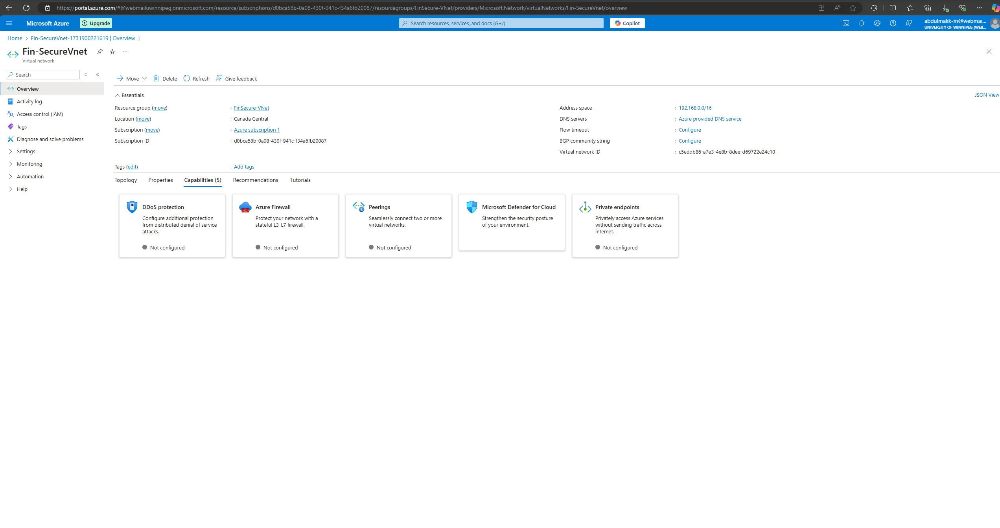 https://portal.azure.com/#@webmailuwinnipeg.onmicrosoft.com/resource/subscriptions/d0bca58b-0a08-430f-941c-f34a6fb20087/resourcegroups/FinSecure-VNet/providers/Microsoft.Network/virtualNetworks/Fin-SecureVnet/overview
Microsoft Azure
Upgrade
Search resources, services, and docs (G+/)
Copilot
abdulmalik-m@webmai...
UNIVERSITY OF WINNIPEG (WEB...
Home > Fin-SecureVnet-1731900221619 | Overview >
Fin-SecureVnet
Virtual network
Search
Overview
Activity log
Access control (IAM)
Tags
Diagnose and solve problems
Settings
Monitoring
Automation
Help
Move
Delete
Refresh
Give feedback
Essentials
JSON View
Resource group (move) : FinSecure-VNet
Location (move) : Canada Central
Subscription (move) : Azure subscription 1
Subscription ID : d0bca58b-0a08-430f-941c-f34a6fb20087
Address space : 192.168.0.0/16
DNS servers : Azure provided DNS service
Flow timeout : Configure
BGP community string : Configure
Virtual network ID : c5eddb86-a7e3-4e8b-8dee-d69722e24c10
Tags (edit) : Add tags
Topology
Properties
Capabilities (5)
Recommendations
Tutorials
DDoS protection
Configure additional protection
from distributed denial of service
attacks.
Not configured
Azure Firewall
Protect your network with a
stateful L3-L7 firewall.
Not configured
Peerings
Seamlessly connect two or more
virtual networks.
Not configured
Microsoft Defender for Cloud
Strengthen the security posture
of your environment.
Private endpoints
Privately access Azure services
without sending traffic across
internet.
Not configured